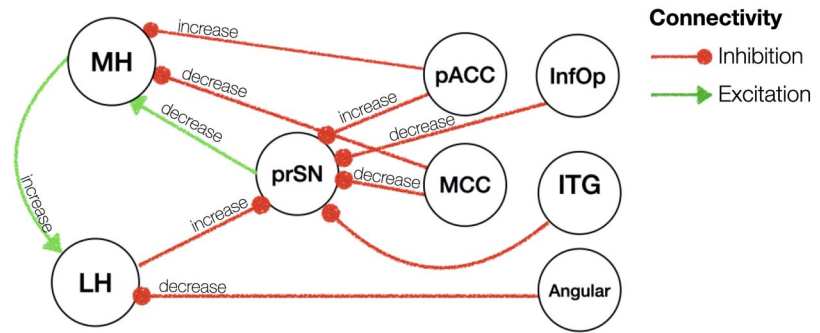 Connectivity
Inhibition
Excitation
MH
increase
pACC
InfOp
decrease
increase
decrease
decrease
prSN
decrease
MCC
ITG
increase
increase
LH
decrease
Angular